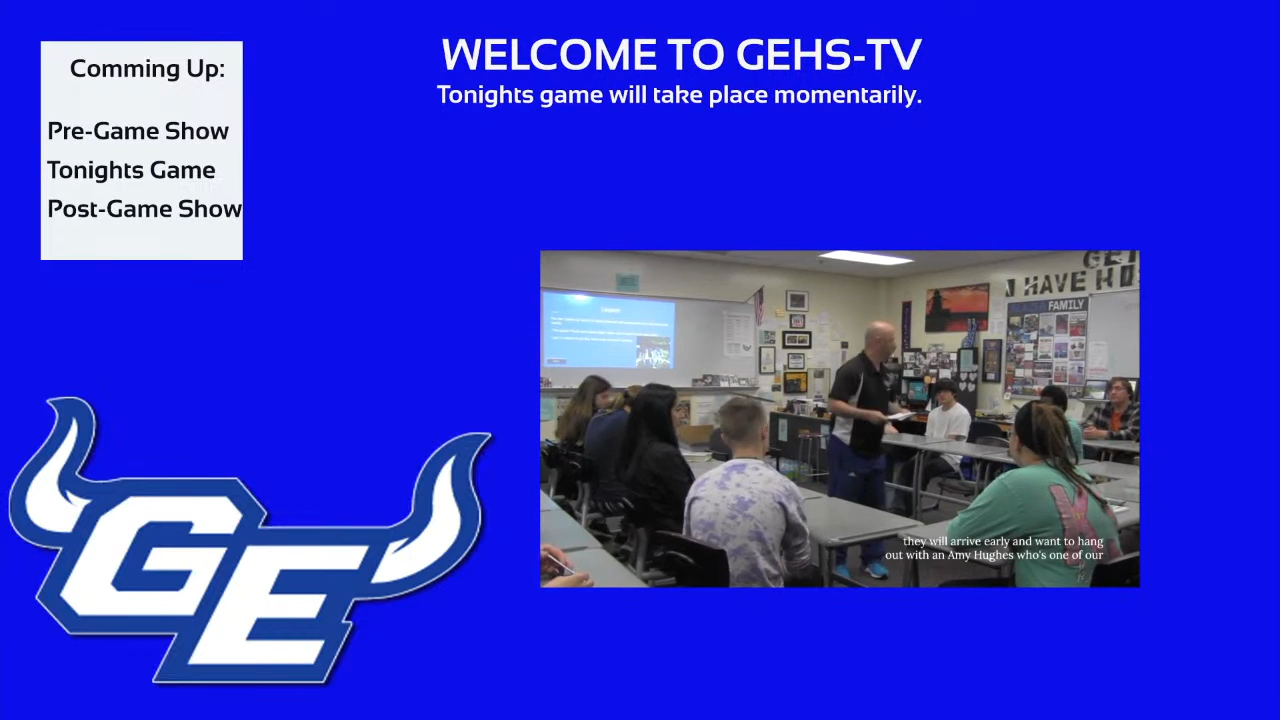 WELCOME TO GEHS-TV
Tonights game will take place momentarily.
Comming Up:
Pre-Game Show
Tonights Game
Post-Game Show
I HAVE
FAMILY
they will arrive early and want to hang
out with an Amy Hughes who's one of our
GE